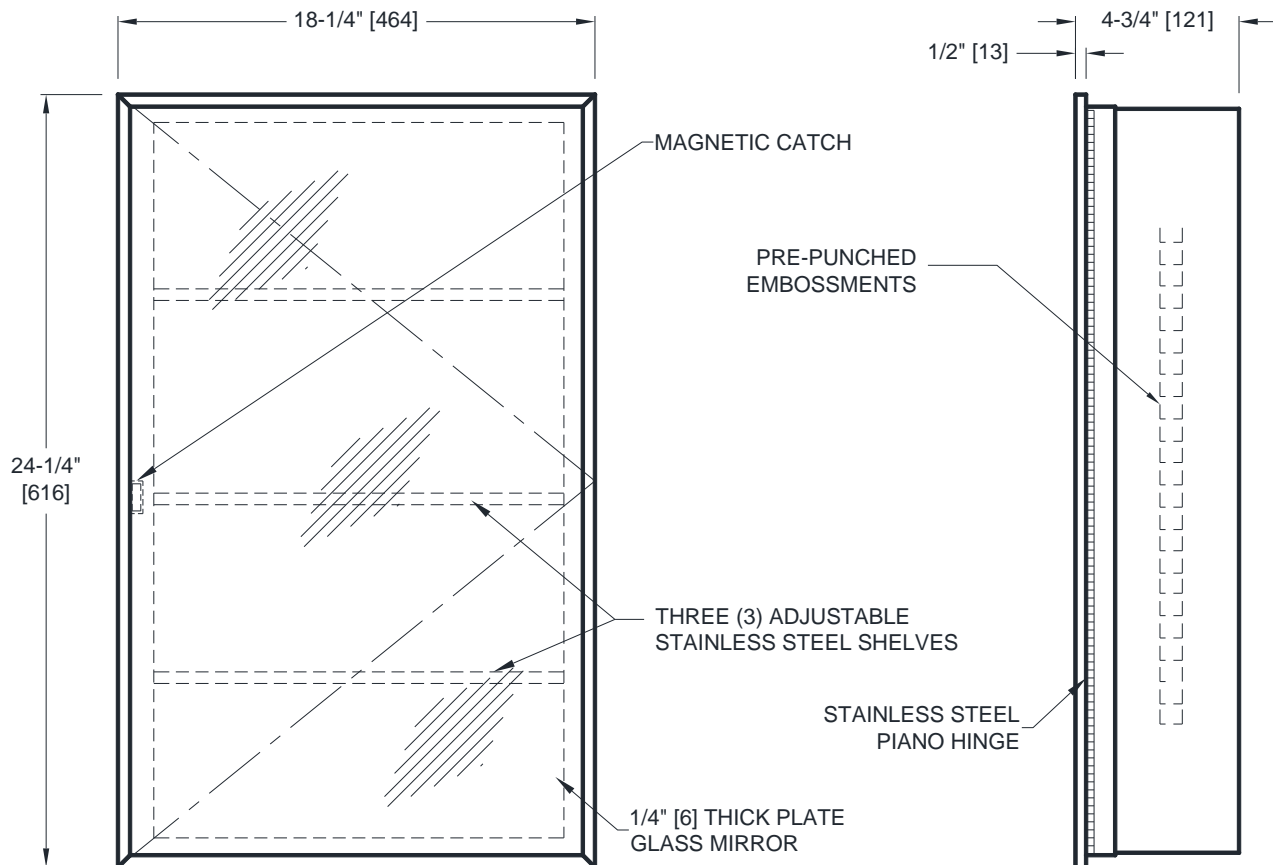 18-1/4" [464]
4-3/4" [121]
1/2" [13]
MAGNETIC CATCH
PRE-PUNCHED
EMBOSSMENTS
24-1/4"
[616]
THREE (3) ADJUSTABLE
STAINLESS STEEL SHELVES
STAINLESS STEEL
PIANO HINGE
1/4" [6] THICK PLATE
GLASS MIRROR